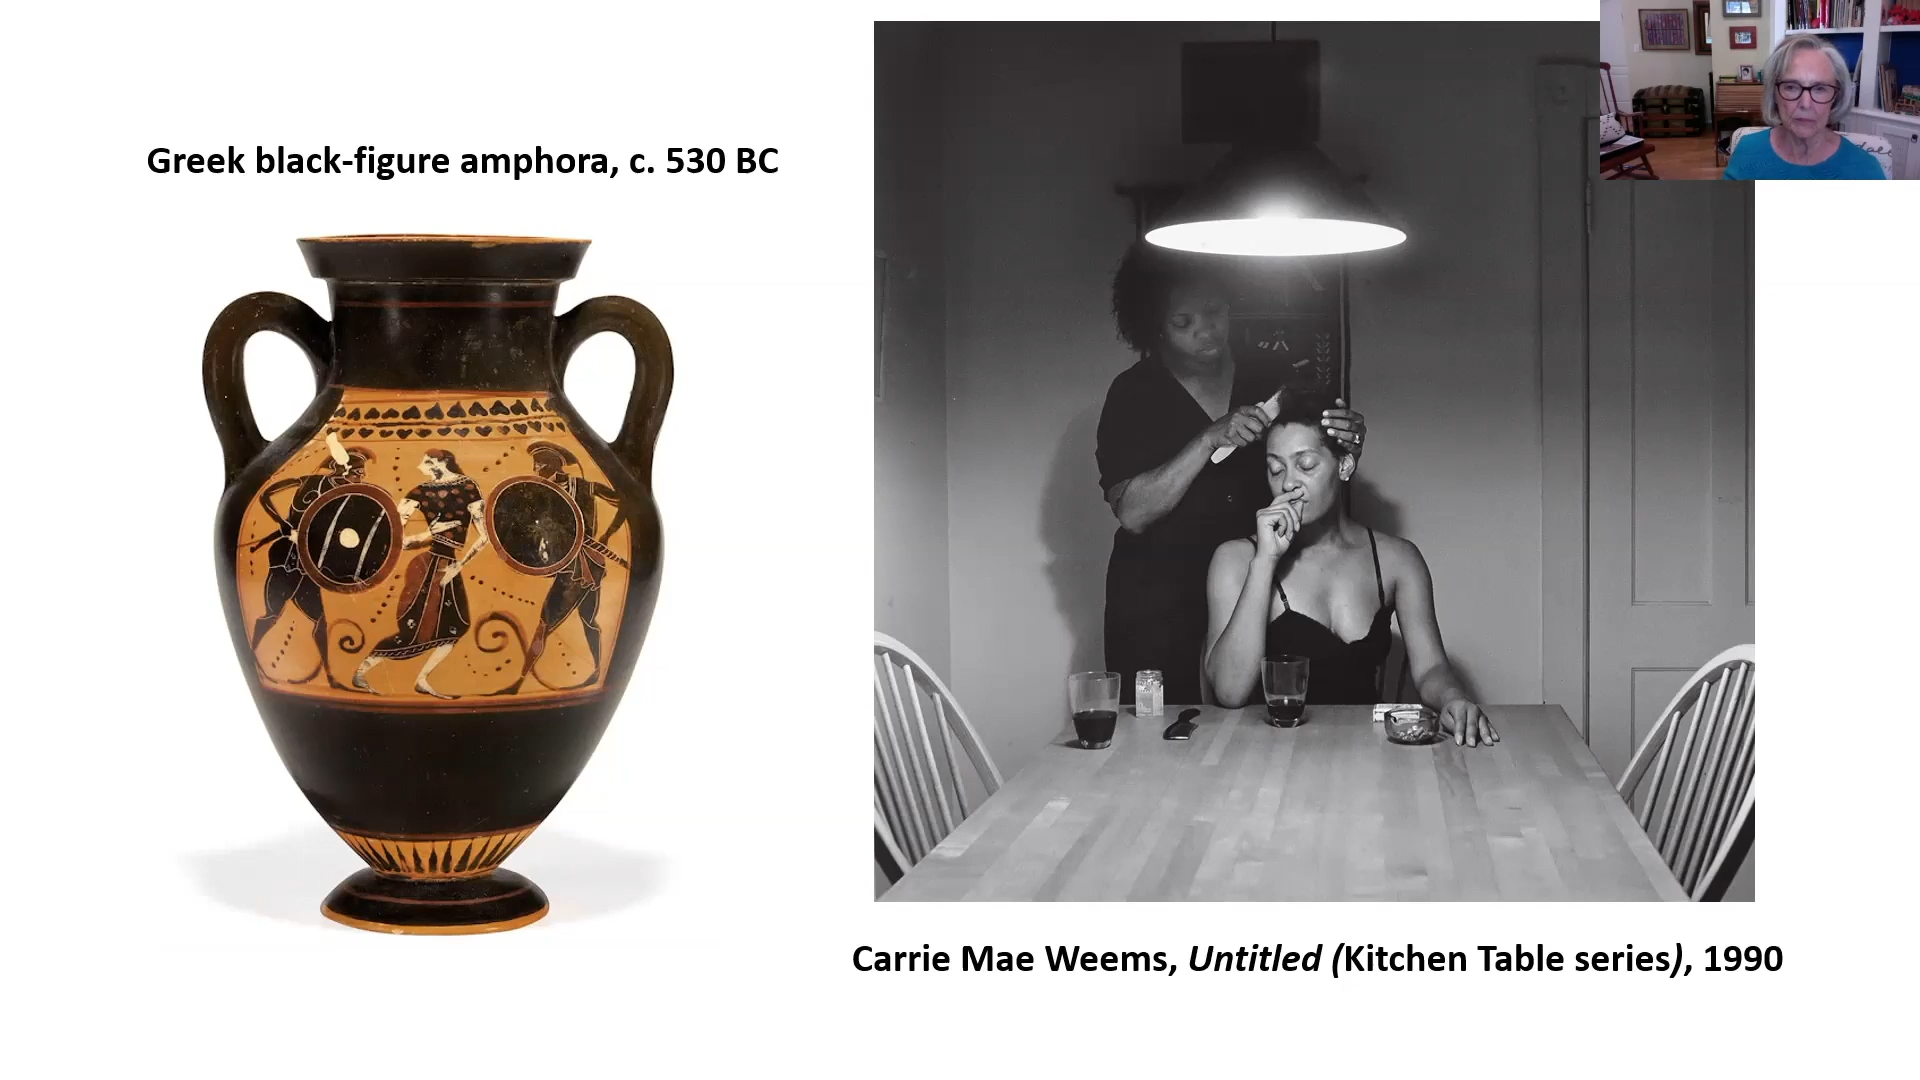 Greek black-figure amphora, c. 530 BC
Carrie Mae Weems, Untitled (Kitchen Table series), 1990